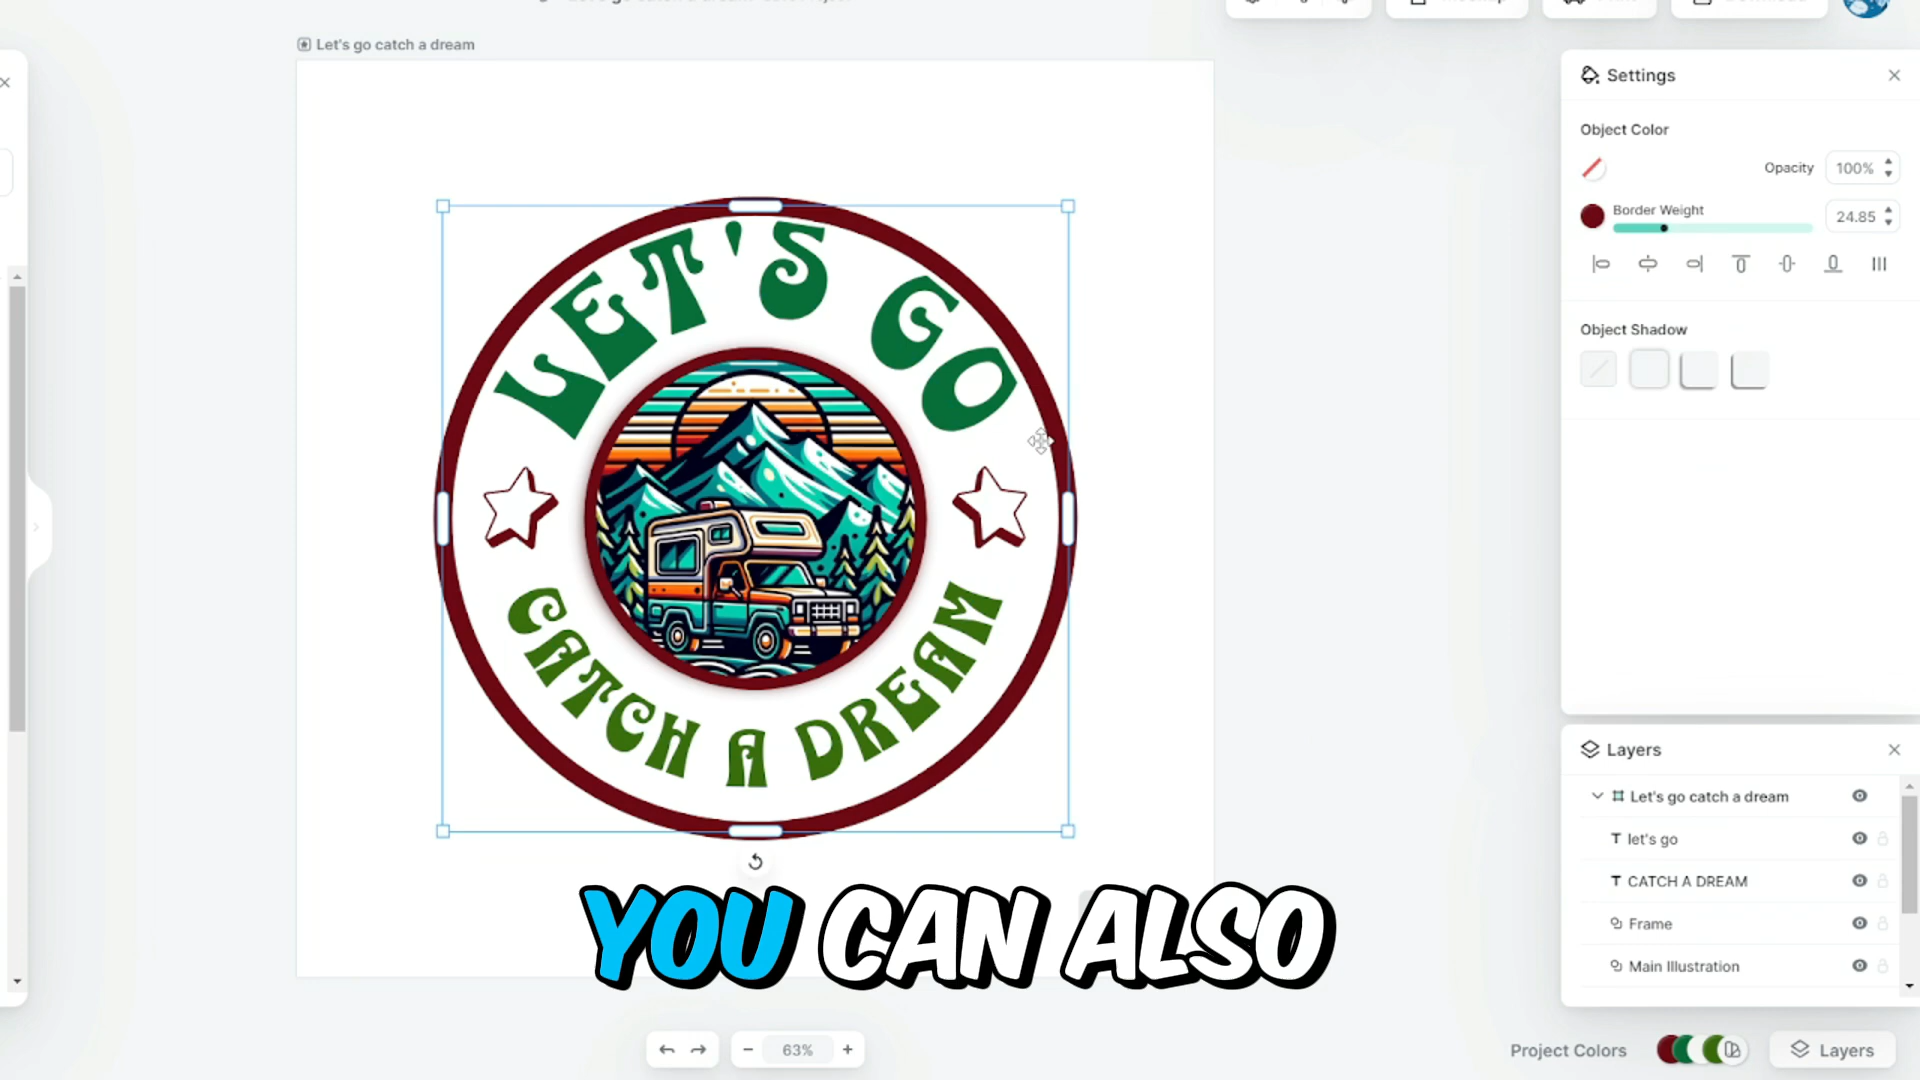 Let's go catch a dream
Settings
Object Color
Opacity
100%
Border Weight
24.85
Object Shadow
LET'S GO
CATCH A DREAM
Layers
Let's go catch a dream
let's go
CATCH A DREAM
Frame
Main Illustration
YOU CAN ALSO
63%
Project Colors
Layers